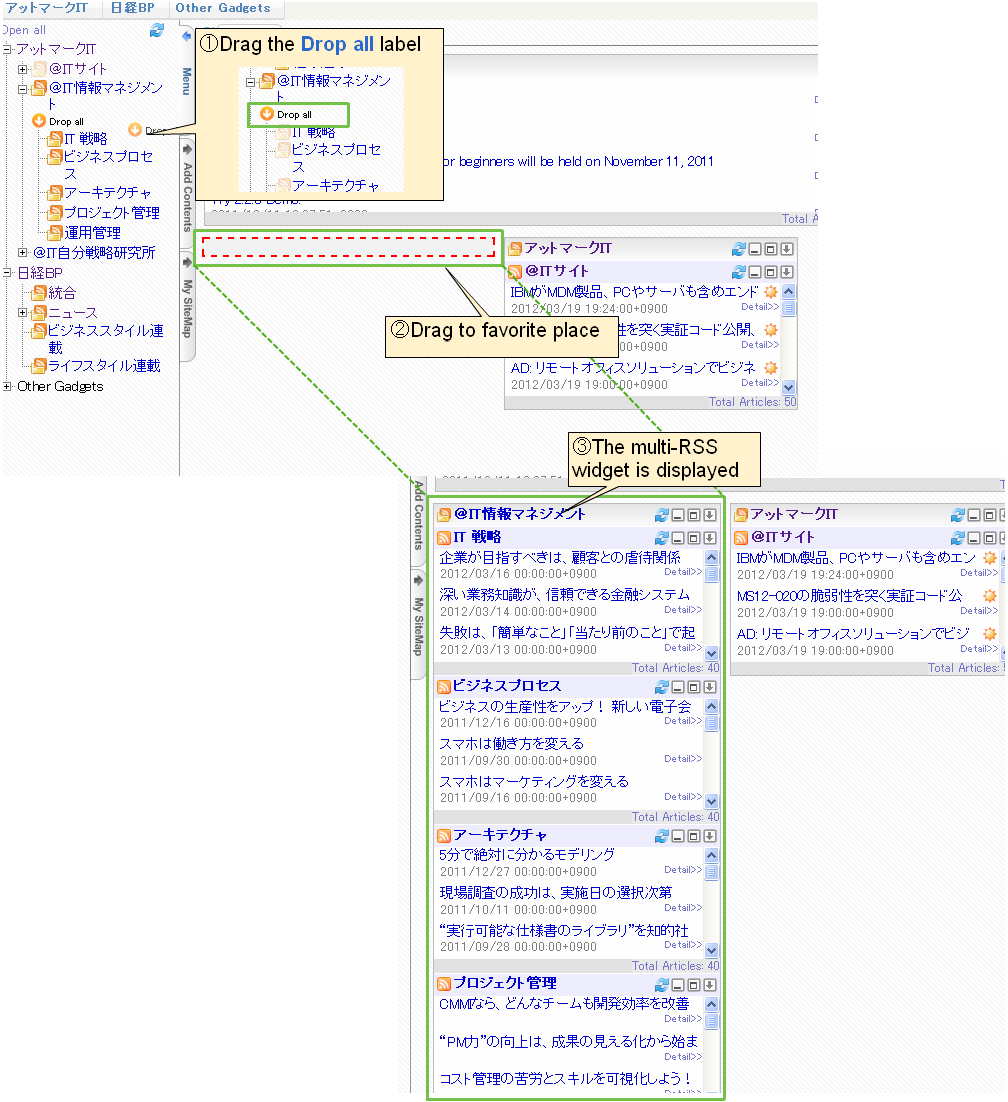 アットマークIT
日経BP
Other Gadgets
Open all
アットマークIT
@ITサイト
@IT情報マネジメン
ト
Drop all
IT 戦略
ビジネスプロセ
ス
アーキテクチャ
プロジェクト管理
運用管理
@IT自分戦略研究所
日経BP
統合
ニュース
ビジネススタイル連
載
ライフスタイル連載
Other Gadgets
Menu
Add Contents
My SiteMap
①Drag the Drop all label
@IT情報マネジメン
ト
Drop all
IT 戦略
ビジネスプロセ
ス
アーキテクチャ
or beginners will be held on November 11, 2011
Total
②Drag to favorite place
アットマークIT
@ITサイト
IBMがMDM製品、PCやサーバも含めエンド
2012/03/19 19:24:00+0900
Detail>>
性を突く実証コード公開、
00+0900
Detail>>
AD: リモートオフィスソリューションでビジネ
2012/03/19 19:00:00+0900
Detail>>
Total Articles: 50
③The multi-RSS
widget is displayed
Add Contents
My SiteMap
@IT情報マネジメント
IT 戦略
企業が目指すべきは、顧客との虐待関係
2012/03/16 00:00:00+0900
Detail>>
深い業務知識が、信頼できる金融システム
2012/03/14 00:00:00+0900
Detail>>
失敗は、「簡単なこと」「当たり前のこと」で起
2012/03/13 00:00:00+0900
Detail>>
Total Articles: 40
ビジネスプロセス
ビジネスの生産性をアップ！ 新しい電子会
2011/12/16 00:00:00+0900
Detail>>
スマホは働き方を変える
2011/09/30 00:00:00+0900
Detail>>
スマホはマーケティングを変える
2011/09/16 00:00:00+0900
Detail>>
Total Articles: 40
アーキテクチャ
5分で絶対に分かるモデリング
2011/12/27 00:00:00+0900
Detail>>
現場調査の成功は、実施日の選択次第
2011/10/11 00:00:00+0900
Detail>>
“実行可能な仕様書のライブラリ”を知的社
2011/09/28 00:00:00+0900
Detail>>
Total Articles: 40
プロジェクト管理
CMMなら、どんなチームも開発効率を改善
Detail>>
“PM力”の向上は、成果の見える化から始ま
Detail>>
コスト管理の苦労とスキルを可視化しよう！
アットマークIT
@ITサイト
IBMがMDM製品、PCやサーバも含めエン
2012/03/19 19:24:00+0900
Detail>>
MS12-020の脆弱性を突く実証コード公
2012/03/19 19:00:00+0900
Detail>>
AD: リモートオフィスソリューションでビジ
2012/03/19 19:00:00+0900
Detail>>
Total Articles: